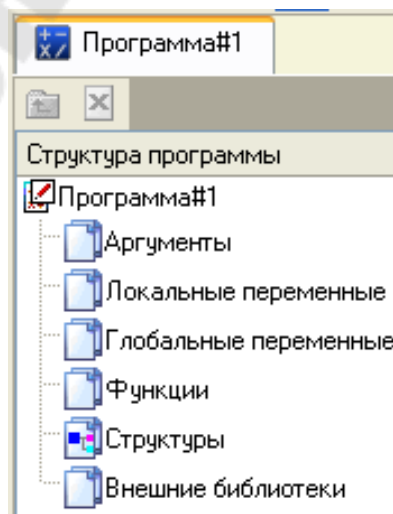 Программа#1
Структура программы
Программа#1
Аргументы
Локальные переменные
Глобальные переменные
Функции
Структуры
Внешние библиотеки